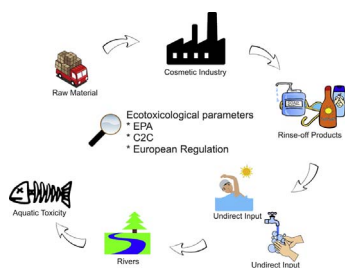 Cosmetic Industry
Raw Material
Rinse-off Products
Ecotoxicological parameters
* EPA
* C2C
* European Regulation
Undirect Input
Undirect Input
Rivers
Aquatic Toxicity